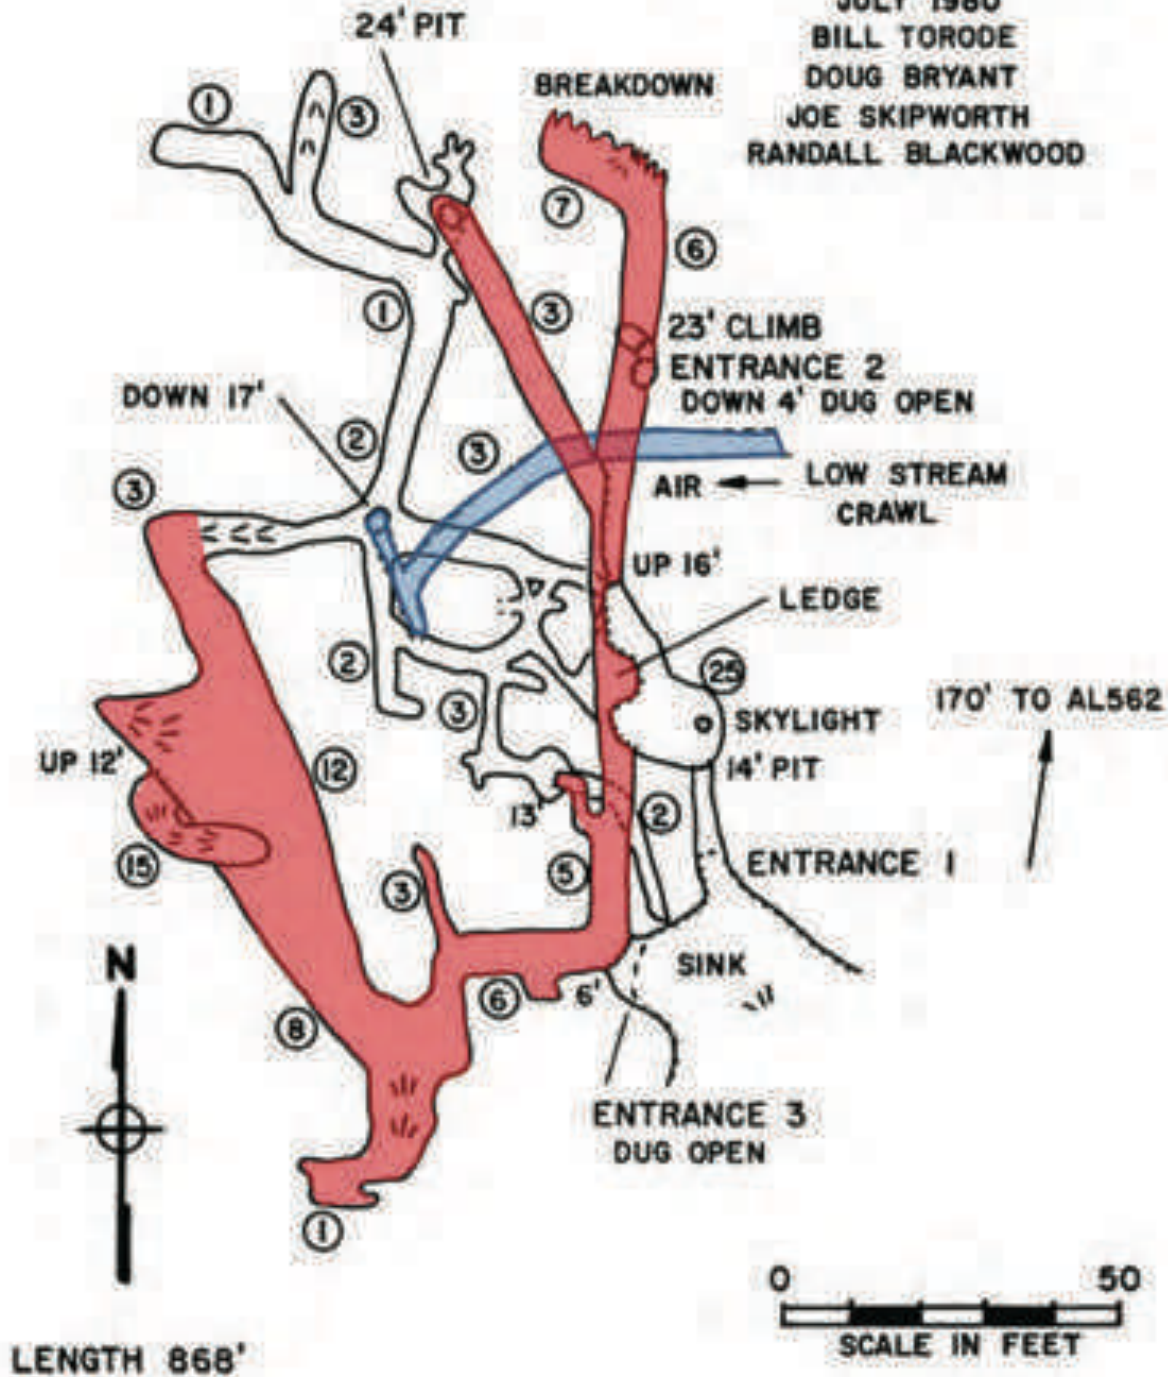 JULY 1980
BILL TORODE
DOUG BRYANT
JOE SKIPWORTH
RANDALL BLACKWOOD
24' PIT
BREAKDOWN
1
3
7
6
1
3
23' CLIMB
ENTRANCE 2
DOWN 4' DUG OPEN
DOWN 17'
2
3
3
AIR
LOW STREAM
CRAWL
UP 16'
LEDGE
2
3
25
SKYLIGHT
170' TO AL562
UP 12'
12
14' PIT
13'
2
15
3
5
ENTRANCE 1
N
SINK
6
6'
8
ENTRANCE 3
DUG OPEN
1
0 50
SCALE IN FEET
LENGTH 868'